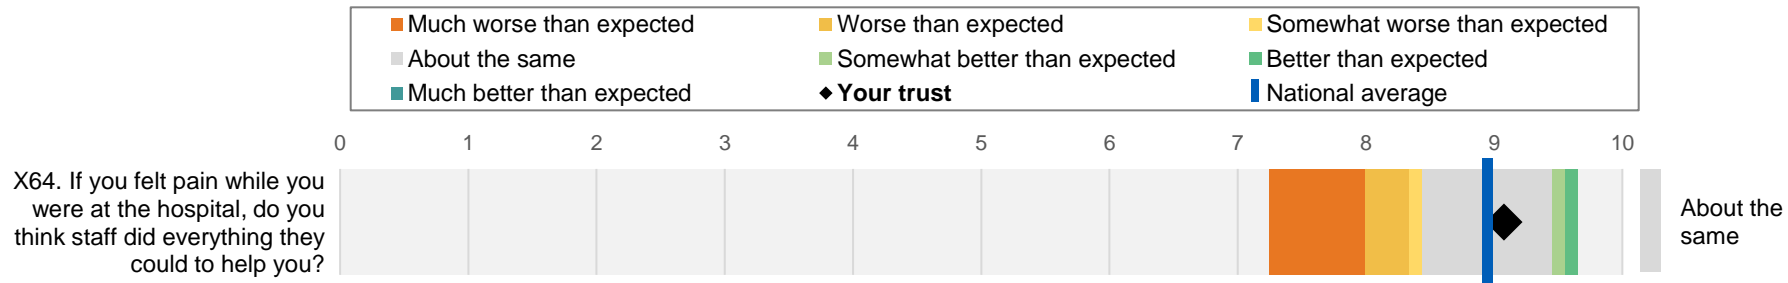 Much worse than expected
Worse than expected
Somewhat worse than expected
About the same
Somewhat better than expected
Better than expected
Much better than expected
Your trust
National average
0 1 2 3 4 5 6 7 8 9 10
X64. If you felt pain while you
were at the hospital, do you
think staff did everything they
could to help you?
About the
same